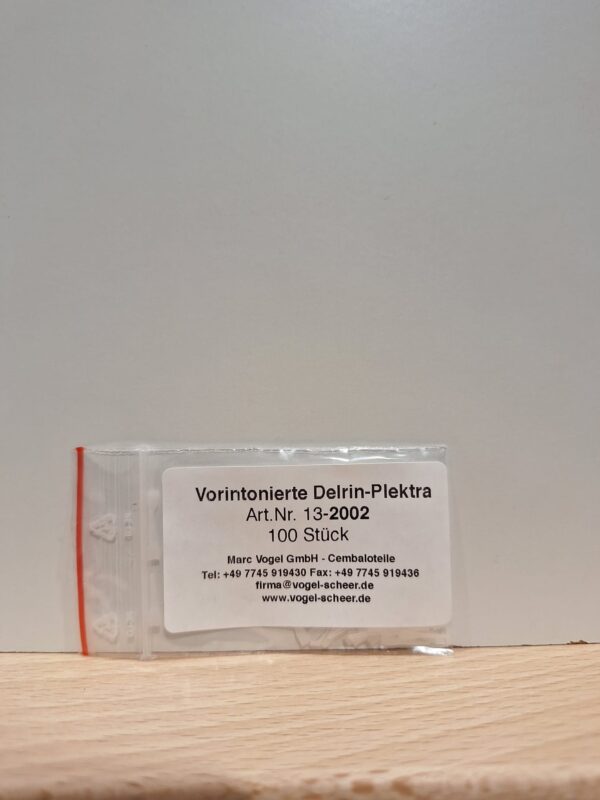 Vorintonierte Delrin-Plektra
Art.Nr. 13-2002
100 Stück
Marc Vogel GmbH - Cembaloteile
Tel: +49 7745 919430 Fax: +49 7745 919436
firma@vogel-scheer.de
www.vogel-scheer.de